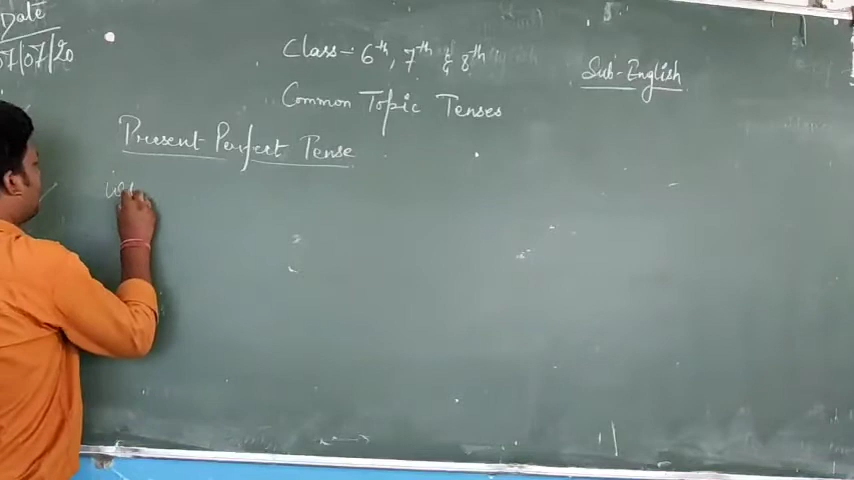 Date
07/07/20
Class - 6th, 7th & 8th
Sub- English
Common Topic Tenses
Present Perfect Tense